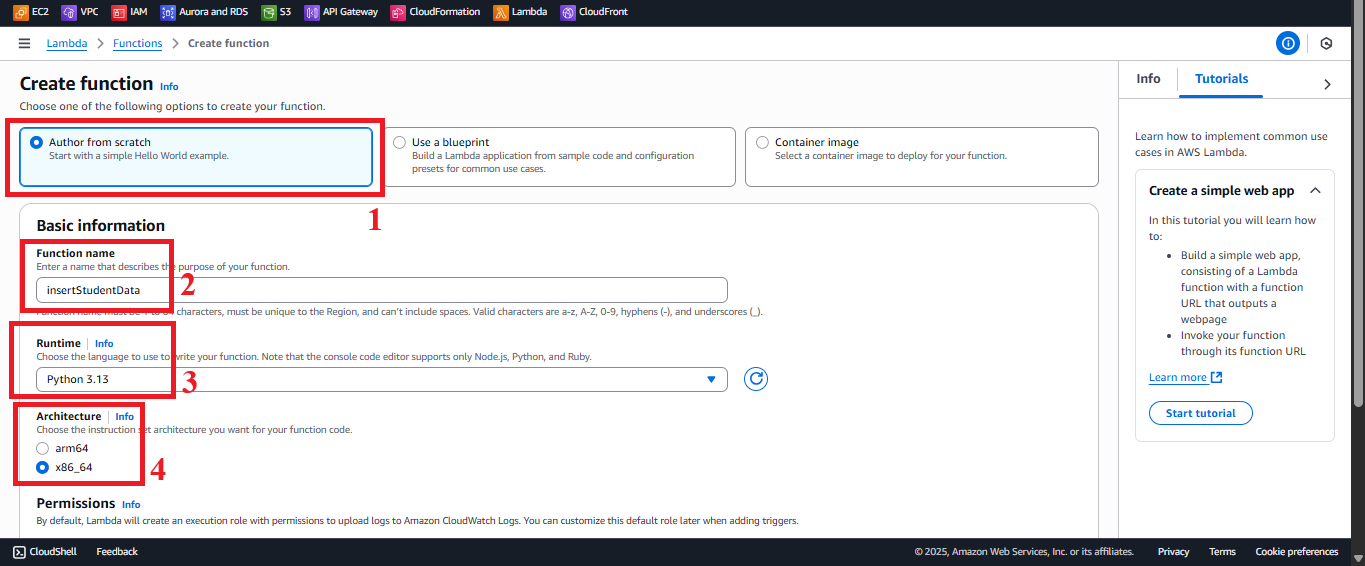 EC2 VPC IAM Aurora and RDS S3 API Gateway CloudFormation Lambda CloudFront
Lambda > Functions > Create function
Create function Info
Choose one of the following options to create your function.
Author from scratch
Start with a simple Hello World example.
Use a blueprint
Build a Lambda application from sample code and configuration
presets for common use cases.
Container image
Select a container image to deploy for your function.
1
Basic information
Function name
Enter a name that describes the purpose of your function.
insertStudentData
2
Function name must be 1 to 64 characters, must be unique to the Region, and can't include spaces. Valid characters are a-z, A-Z, 0-9, hyphens (-), and underscores (_).
Runtime Info
Choose the language to use to write your function. Note that the console code editor supports only Node.js, Python, and Ruby.
Python 3.13
3
Architecture Info
Choose the instruction set architecture you want for your function code.
arm64
x86_64
4
Permissions Info
By default, Lambda will create an execution role with permissions to upload logs to Amazon CloudWatch Logs. You can customize this default role later when adding triggers.
Info Tutorials
Learn how to implement common use
cases in AWS Lambda.
Create a simple web app
In this tutorial you will learn how
to:
• Build a simple web app,
consisting of a Lambda
function with a function
URL that outputs a
webpage
• Invoke your function
through its function URL
Learn more
Start tutorial
CloudShell Feedback © 2025, Amazon Web Services, Inc. or its affiliates. Privacy Terms Cookie preferences